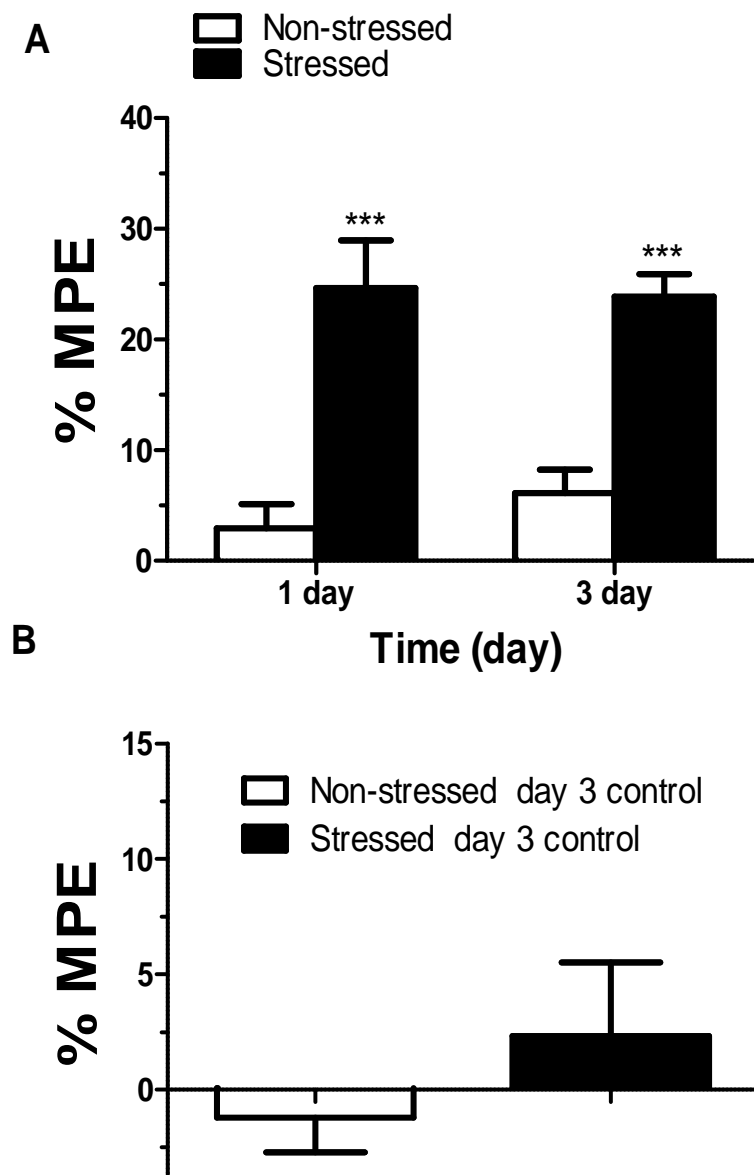 A
Non-stressed
Stressed
% MPE
40
30
20
10
0
***
***
1 day
3 day
Time (day)
B
% MPE
15
10
5
0
Non-stressed day 3 control
Stressed day 3 control